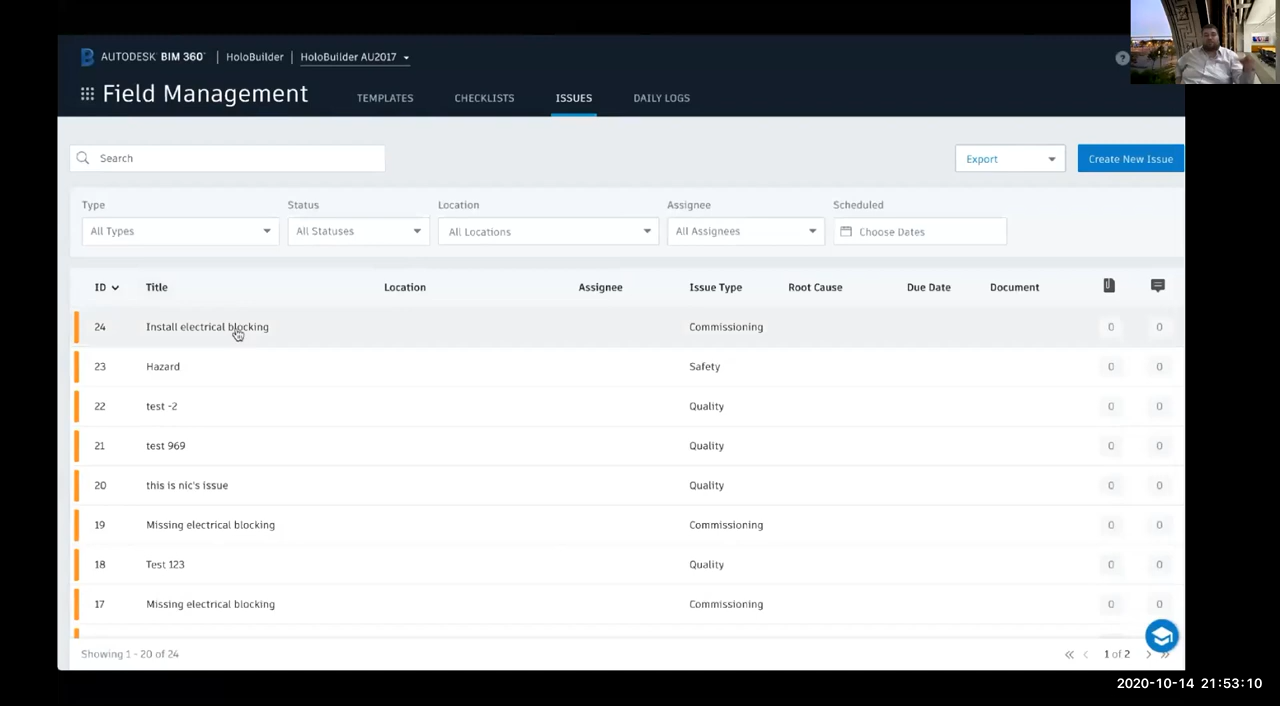 AUTODESK BIM 360 HoloBuilder HoloBuilder AU2017
?
Field Management TEMPLATES CHECKLISTS ISSUES DAILY LOGS
Search Export Create New Issue
Type Status Location Assignee Scheduled
All Types All Statuses All Locations All Assignees Choose Dates
ID Title Location Assignee Issue Type Root Cause Due Date Document
24 Install electrical blocking Commissioning 0 0
23 Hazard Safety 0 0
22 test -2 Quality 0 0
21 test 969 Quality 0 0
20 this is nic's issue Quality 0 0
19 Missing electrical blocking Commissioning 0 0
18 Test 123 Quality 0 0
17 Missing electrical blocking Commissioning 0 0
Showing 1 - 20 of 24 1 of 2
2020-10-14 21:53:10